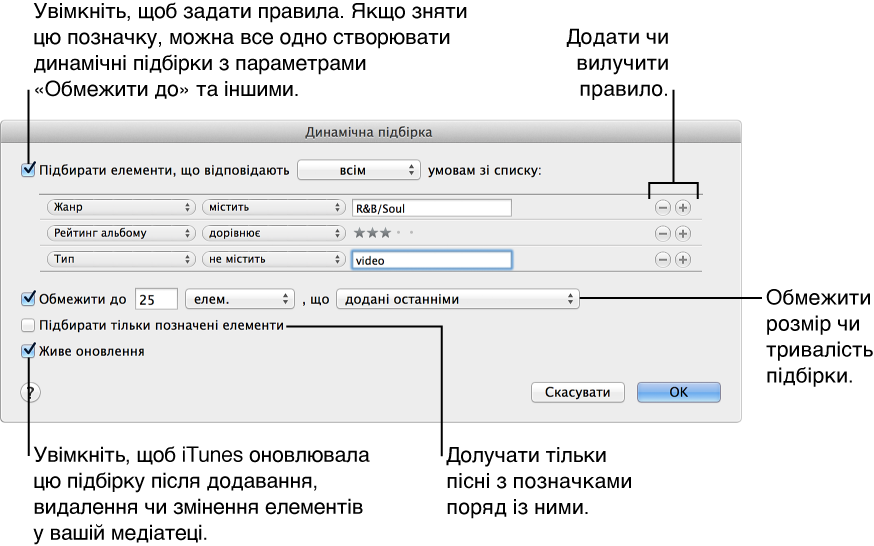 Увімкніть, щоб задати правила. Якщо зняти
цю позначку, можна все одно створювати
динамічні підбірки з параметрами
«Обмежити до» та іншими.
Додати чи
вилучити
правило.
Динамічна підбірка
Підбирати елементи, що відповідають всім умовам зі списку:
Жанр містить R&B/Soul
Рейтинг альбому дорівнює ★★★··
Тип не містить video
Обмежити до 25 елем. , що додані останніми
Підбирати тільки позначені елементи
Живе оновлення
? Скасувати OK
Обмежити
розмір чи
тривалість
підбірки.
Увімкніть, щоб iTunes оновлювала
цю підбірку після додавання,
видалення чи змінення елементів
у вашій медіатеці.
Долучати тільки
пісні з позначками
поряд із ними.